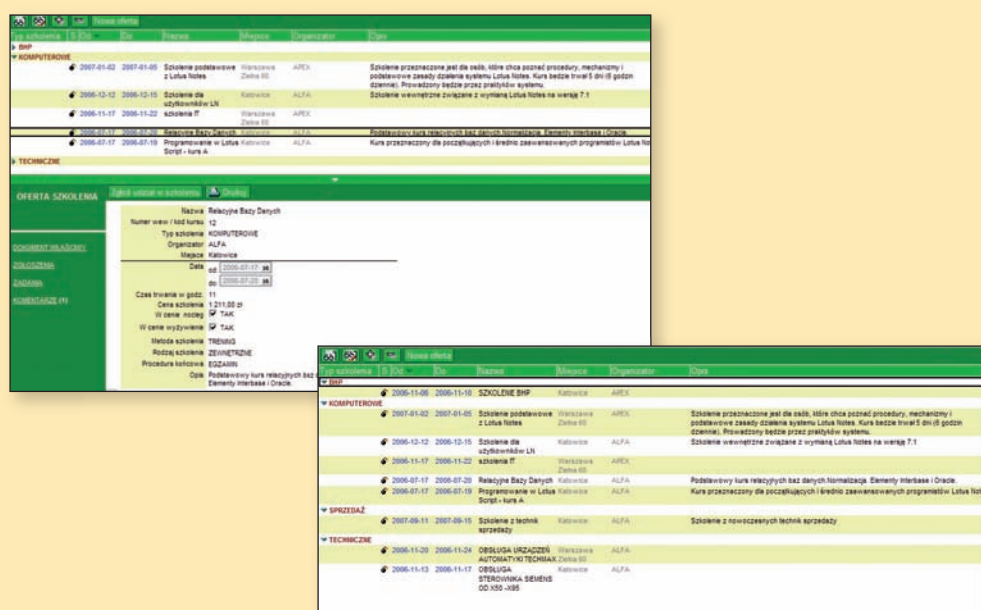 Nowa oferta
Typ szkolenia S Od Do Nazwa Miejsce Organizator Opis
BHP
KOMPUTEROWE
2007-01-02 2007-01-05 Szkolenie podstawowe Warszawa APEX Szkolenie przeznaczone jest dla osób, które chcą poznać procedury, mechanizmy i
z Lotus Notes Zielna 60 podstawowe zasady działania systemu Lotus Notes. Kurs bedzie trwał 5 dni (6 godzin
dziennie). Prowadzony bedzie przez praktyków systemu.
2006-12-12 2006-12-15 Szkolenie dla Katowice ALFA Szkolenie wewnętrzne związane z wymianą Lotus Notes na wersję 7.1
użytkowników LN
2006-11-17 2006-11-22 szkolenia IT Warszawa APEX
Zielna 60
2006-07-17 2006-07-20 Relacyjne Bazy Danych Katowice ALFA Podstawowy kurs relacyjnych baz danych.Normalizacja. Elementy Interbase i Oracle.
2006-07-17 2006-07-19 Programowanie w Lotus Katowice ALFA Kurs przeznaczony dla początkujących i średnio zaawansowanych programistów Lotus No
Script - kurs A
TECHNICZNE
OFERTA SZKOLENIA
Zgłoś udział w szkoleniu Drukuj
DOKUMENT WŁAŚCIWY
ZGŁOSZENIA
ZADANIA
KOMENTARZE (1)
Nazwa Relacyjne Bazy Danych
Numer wew / kod kursu 12
Typ szkolenia KOMPUTEROWE
Organizator ALFA
Miejsce Katowice
Data od 2006-07-17
do 2006-07-20
Czas trwania w godz. 11
Cena szkolenia 1 211,00 zł
W cenie nocleg TAK
W cenie wyżywienie TAK
Metoda szkolenia TRENING
Rodzaj szkolenia ZEWNĘTRZNE
Procedura końcowa EGZAMIN
Opis Podstawowy kurs relacyjnych baz
Elementy Interbase i Oracle.
Nowa oferta
Typ szkolenia S Od Do Nazwa Miejsce Organizator Opis
BHP
2006-11-06 2006-11-10 SZKOLENIE BHP Katowice APEX
KOMPUTEROWE
2007-01-02 2007-01-05 Szkolenie podstawowe Warszawa APEX Szkolenie przeznaczone jest dla osób, które chcą poznać procedury, mechanizmy i
z Lotus Notes Zielna 60 podstawowe zasady działania systemu Lotus Notes. Kurs bedzie trwał 5 dni (6 godzin
dziennie). Prowadzony bedzie przez praktyków systemu.
2006-12-12 2006-12-15 Szkolenie dla Katowice ALFA Szkolenie wewnętrzne związane z wymianą Lotus Notes na wersję 7.1
użytkowników LN
2006-11-17 2006-11-22 szkolenia IT Warszawa APEX
Zielna 60
2006-07-17 2006-07-20 Relacyjne Bazy Danych Katowice ALFA Podstawowy kurs relacyjnych baz danych.Normalizacja. Elementy Interbase i Oracle.
2006-07-17 2006-07-19 Programowanie w Lotus Katowice ALFA Kurs przeznaczony dla początkujących i średnio zaawansowanych programistów Lotus Not
Script - kurs A
SPRZEDAŻ
2007-09-11 2007-09-15 Szkolenie z technik Katowice ALFA Szkolenie z nowoczesnych technik sprzedaży
sprzedaży
TECHNICZNE
2006-11-20 2006-11-24 OBSŁUGA URZĄDZEŃ Warszawa ALFA
AUTOMATYKI TECHMAX Zielna 60
2006-11-13 2006-11-17 OBSŁUGA Katowice ALFA
STEROWNIKA SIEMENS
OD.X50 -X95